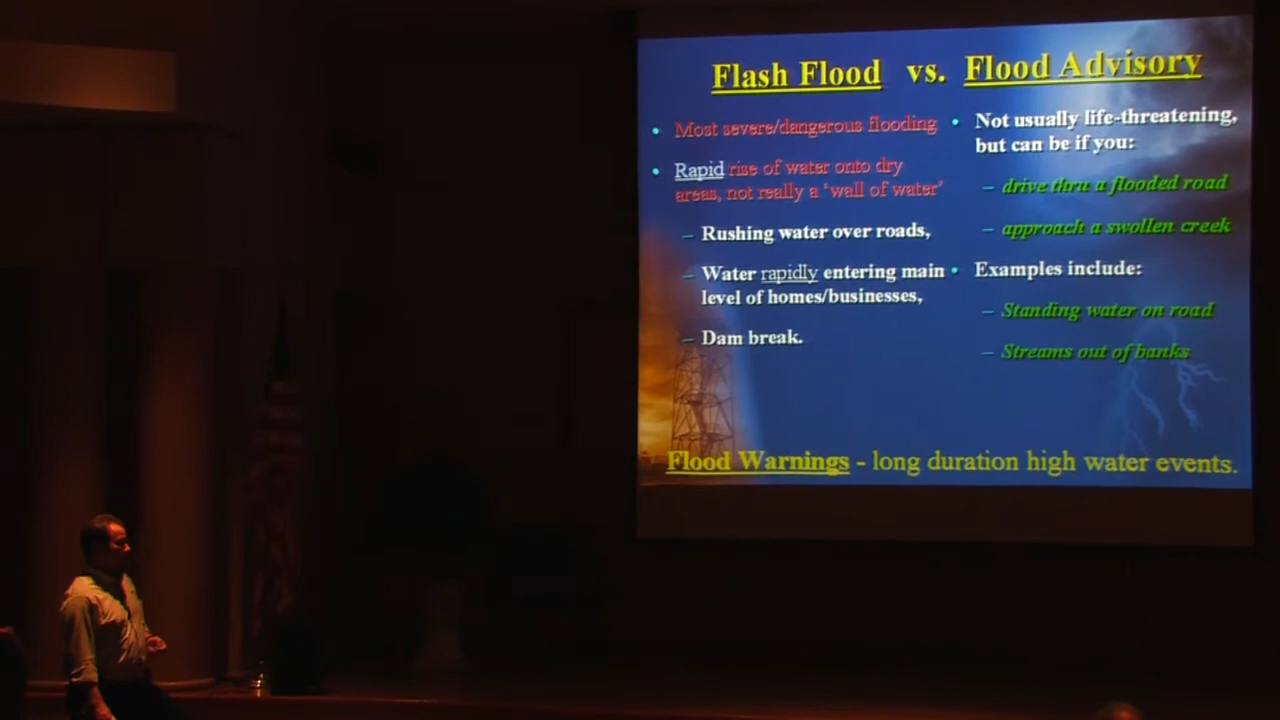 Flash Flood vs. Flood Advisory
• Most severe/dangerous flooding
• Rapid rise of water onto dry
areas, not really a 'wall of water'
– Rushing water over roads,
– Water rapidly entering main
level of homes/businesses,
– Dam break.
• Not usually life-threatening,
but can be if you:
– drive thru a flooded road
– approach a swollen creek
• Examples include:
– Standing water on road
– Streams out of banks
Flood Warnings - long duration high water events.